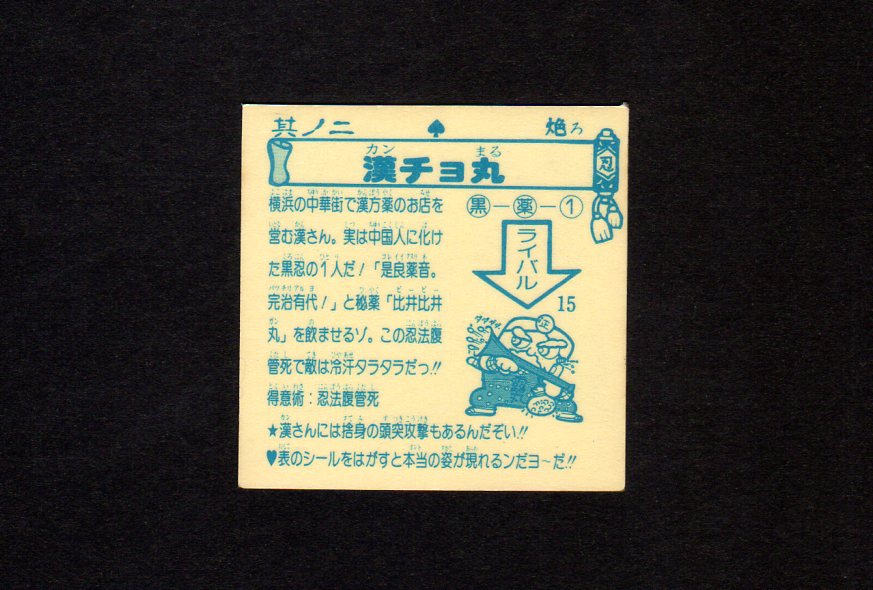 其ノ二 ♠ 炮ろ
カン まる
漢チョ丸
横浜の中華街で漢方薬のお店を
営む漢さん。実は中国人に化け
た黒忍の1人だ!「是良薬音。
完治有代!」と秘薬「比井比井
丸」を飲ませるゾ。この忍法腹
管死で敵は冷汗タラタラだっ!!
得意術:忍法腹管死
★漢さんには捨身の頭突攻撃もあるんだぞい!!
♥表のシールをはがすと本当の姿が現れるンだヨ〜だ!!
忍
黒-薬-1
ライバル
15
正